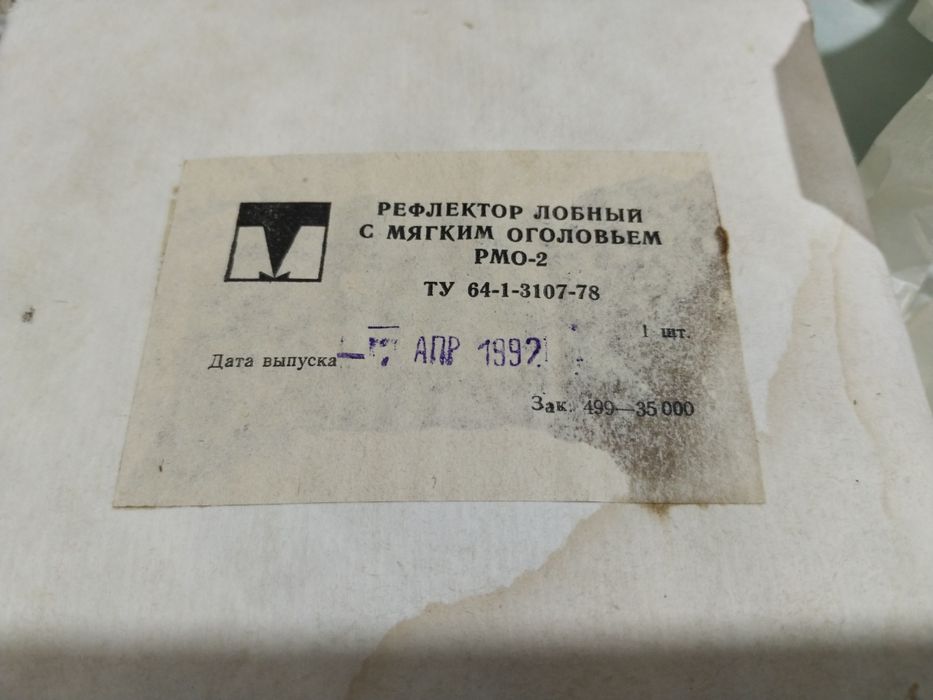 РЕФЛЕКТОР ЛОБНЫЙ
С МЯГКИМ ОГОЛОВЬЕМ
РМО-2
ТУ 64-1-3107-78
1 шт.
Дата выпуска АПР 1992
Зак. 499—35 000